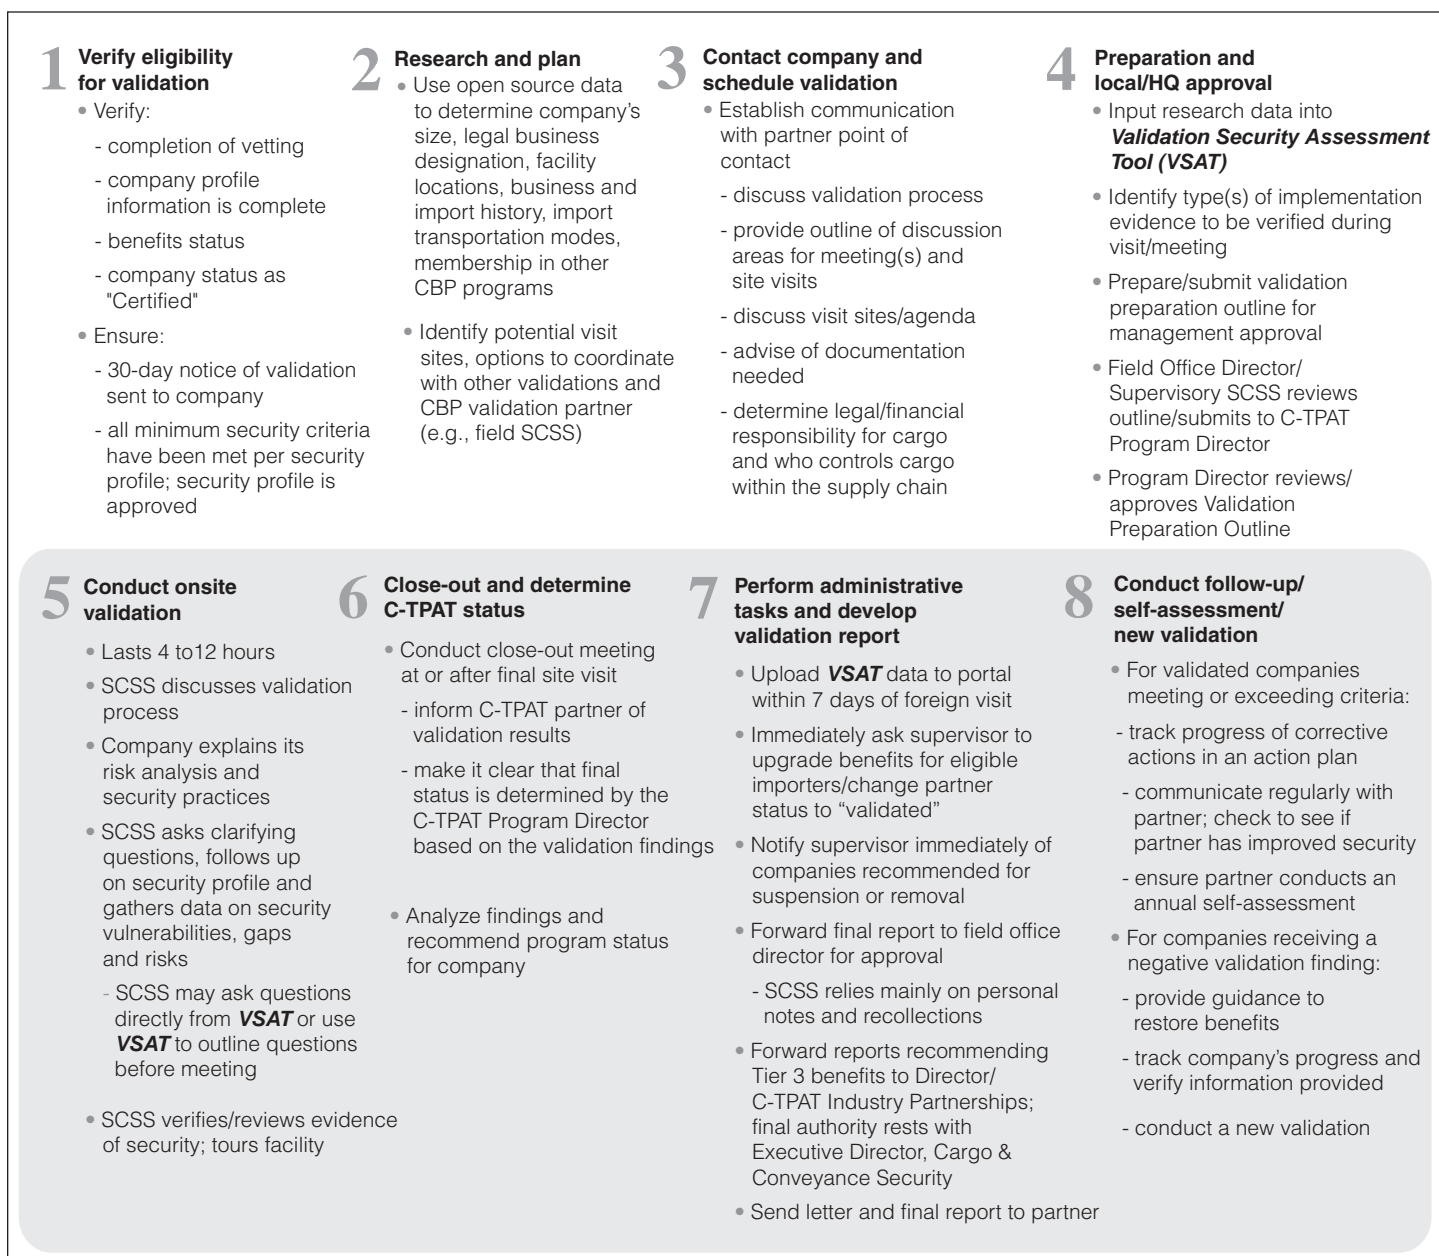 1
Verify eligibility
for validation
• Verify:
- completion of vetting
- company profile
information is complete
- benefits status
- company status as
"Certified"
• Ensure:
- 30-day notice of validation
sent to company
- all minimum security criteria
have been met per security
profile; security profile is
approved
2
Research and plan
• Use open source data
to determine company's
size, legal business
designation, facility
locations, business and
import history, import
transportation modes,
membership in other
CBP programs
• Identify potential visit
sites, options to coordinate
with other validations and
CBP validation partner
(e.g., field SCSS)
3
Contact company and
schedule validation
• Establish communication
with partner point of
contact
- discuss validation process
- provide outline of discussion
areas for meeting(s) and
site visits
- discuss visit sites/agenda
- advise of documentation
needed
- determine legal/financial
responsibility for cargo
and who controls cargo
within the supply chain
4
Preparation and
local/HQ approval
• Input research data into
Validation Security Assessment
Tool (VSAT)
• Identify type(s) of implementation
evidence to be verified during
visit/meeting
• Prepare/submit validation
preparation outline for
management approval
• Field Office Director/
Supervisory SCSS reviews
outline/submits to C-TPAT
Program Director
• Program Director reviews/
approves Validation
Preparation Outline
5
Conduct onsite
validation
• Lasts 4 to12 hours
• SCSS discusses validation
process
• Company explains its
risk analysis and
security practices
• SCSS asks clarifying
questions, follows up
on security profile and
gathers data on security
vulnerabilities, gaps
and risks
- SCSS may ask questions
directly from VSAT or use
VSAT to outline questions
before meeting
• SCSS verifies/reviews evidence
of security; tours facility
6
Close-out and determine
C-TPAT status
• Conduct close-out meeting
at or after final site visit
- inform C-TPAT partner of
validation results
- make it clear that final
status is determined by the
C-TPAT Program Director
based on the validation findings
• Analyze findings and
recommend program status
for company
7
Perform administrative
tasks and develop
validation report
• Upload VSAT data to portal
within 7 days of foreign visit
• Immediately ask supervisor to
upgrade benefits for eligible
importers/change partner
status to “validated”
• Notify supervisor immediately of
companies recommended for
suspension or removal
• Forward final report to field office
director for approval
- SCSS relies mainly on personal
notes and recollections
• Forward reports recommending
Tier 3 benefits to Director/
C-TPAT Industry Partnerships;
final authority rests with
Executive Director, Cargo &
Conveyance Security
• Send letter and final report to partner
8
Conduct follow-up/
self-assessment/
new validation
• For validated companies
meeting or exceeding criteria:
- track progress of corrective
actions in an action plan
- communicate regularly with
partner; check to see if
partner has improved security
- ensure partner conducts an
annual self-assessment
• For companies receiving a
negative validation finding:
- provide guidance to
restore benefits
- track company's progress and
verify information provided
- conduct a new validation